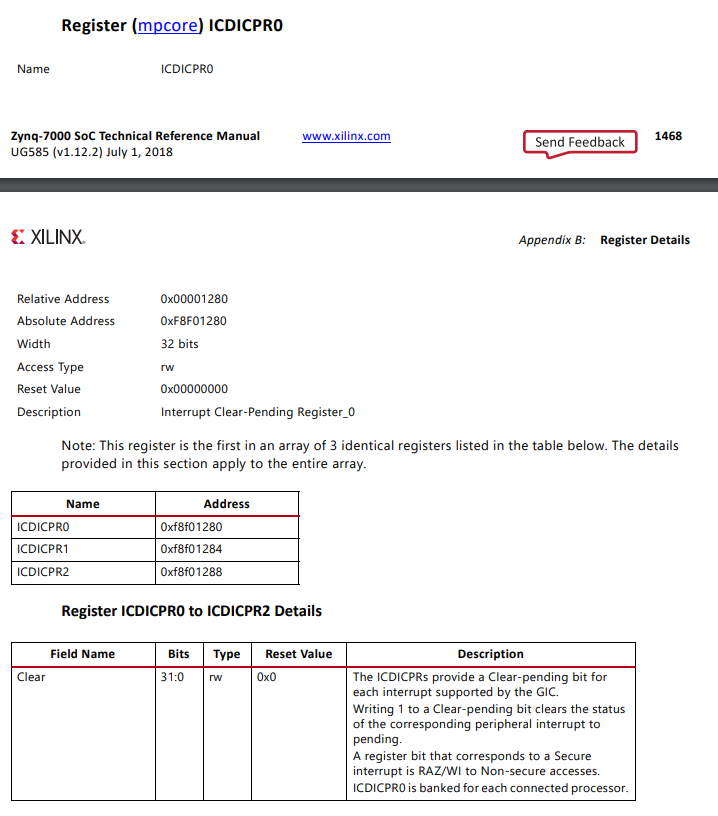 Register (mpcore) ICDICPR0
Name ICDICPR0
Zynq-7000 SoC Technical Reference Manual www.xilinx.com Send Feedback 1468
UG585 (v1.12.2) July 1, 2018
XILINX. Appendix B: Register Details
Relative Address 0x00001280
Absolute Address 0xF8F01280
Width 32 bits
Access Type rw
Reset Value 0x00000000
Description Interrupt Clear-Pending Register_0
Note: This register is the first in an array of 3 identical registers listed in the table below. The details
provided in this section apply to the entire array.
Name Address
ICDICPR0 0xf8f01280
ICDICPR1 0xf8f01284
ICDICPR2 0xf8f01288
Register ICDICPR0 to ICDICPR2 Details
Field Name Bits Type Reset Value Description
Clear 31:0 rw 0x0 The ICDICPRs provide a Clear-pending bit for
each interrupt supported by the GIC.
Writing 1 to a Clear-pending bit clears the status
of the corresponding peripheral interrupt to
pending.
A register bit that corresponds to a Secure
interrupt is RAZ/WI to Non-secure accesses.
ICDICPR0 is banked for each connected processor.